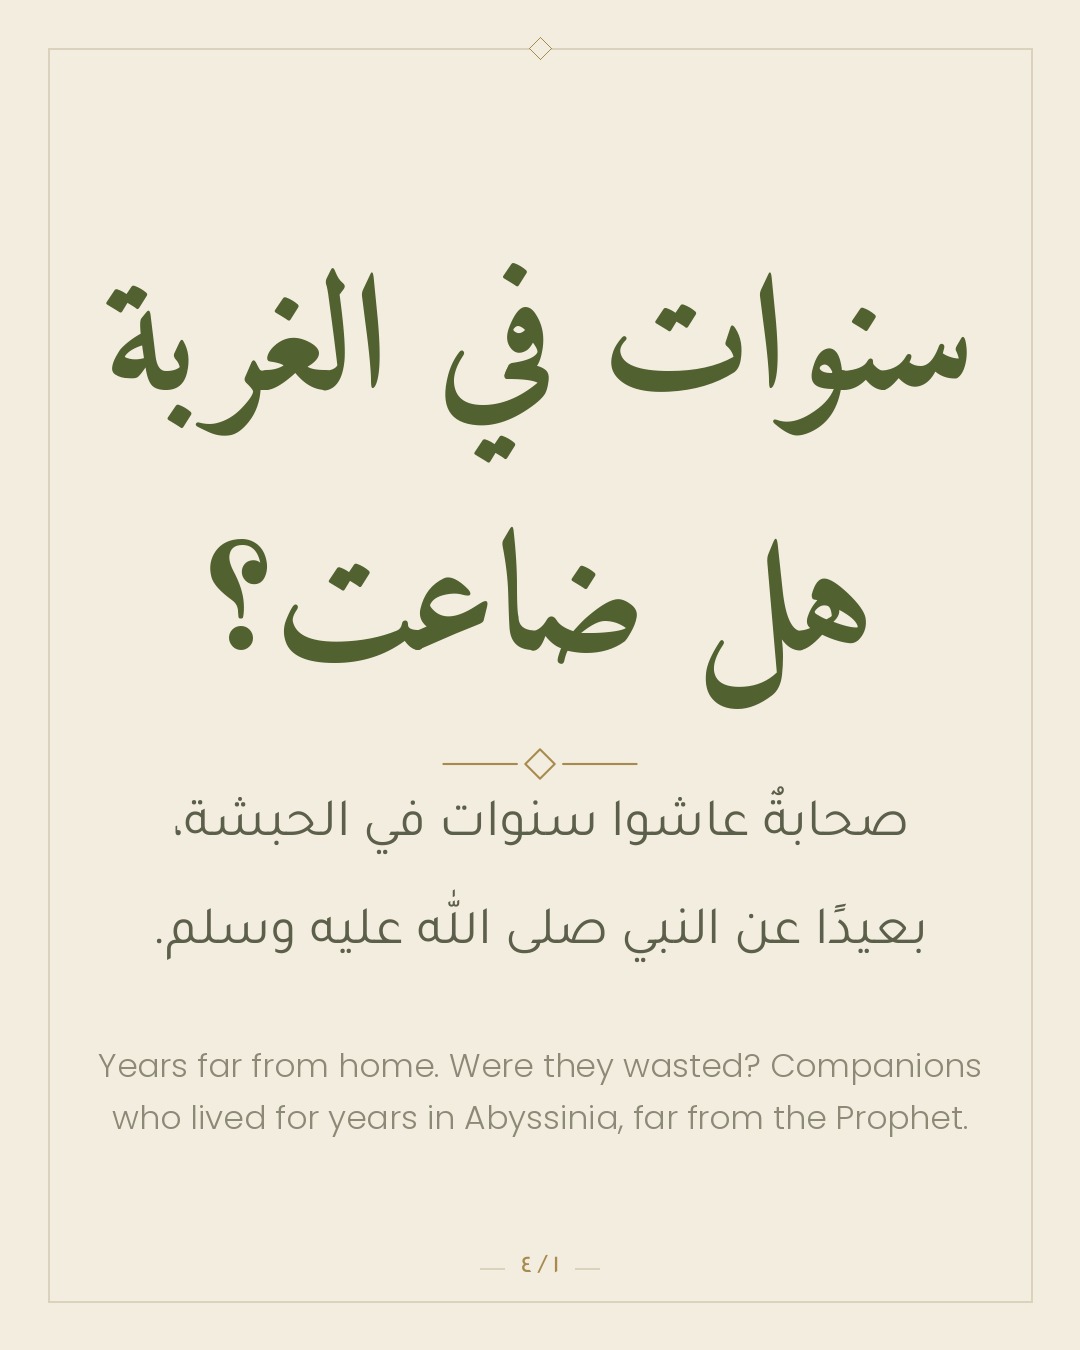 سنوات في الغربة
هل ضاعت؟
صحابةٌ عاشوا سنوات في الحبشة،
بعيدًا عن النبي صلى الله عليه وسلم.
Years far from home. Were they wasted? Companions
who lived for years in Abyssinia, far from the Prophet.
١ / ٤